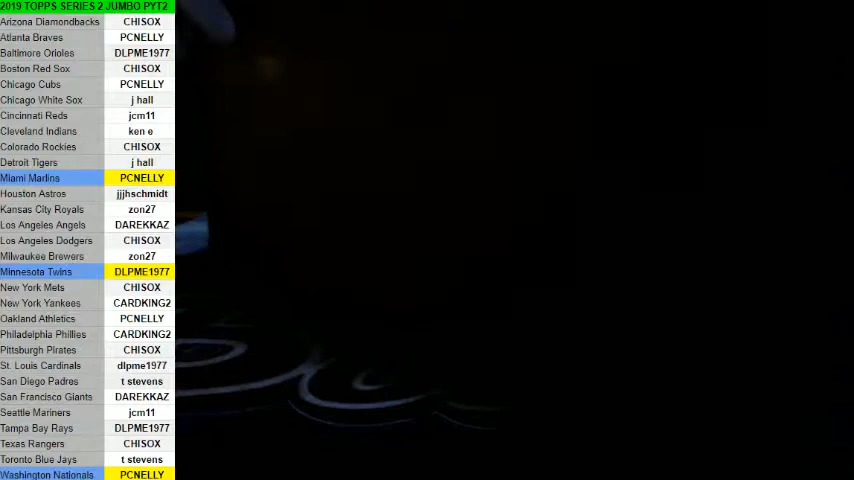 2019 TOPPS SERIES 2 JUMBO PYT2
Arizona Diamondbacks CHISOX
Atlanta Braves PCNELLY
Baltimore Orioles DLPME1977
Boston Red Sox CHISOX
Chicago Cubs PCNELLY
Chicago White Sox j hall
Cincinnati Reds jcm11
Cleveland Indians ken e
Colorado Rockies CHISOX
Detroit Tigers j hall
Miami Marlins PCNELLY
Houston Astros jjjhschmidt
Kansas City Royals zon27
Los Angeles Angels DAREKKAZ
Los Angeles Dodgers CHISOX
Milwaukee Brewers zon27
Minnesota Twins DLPME1977
New York Mets CHISOX
New York Yankees CARDKING2
Oakland Athletics PCNELLY
Philadelphia Phillies CARDKING2
Pittsburgh Pirates CHISOX
St. Louis Cardinals dlpme1977
San Diego Padres t stevens
San Francisco Giants DAREKKAZ
Seattle Mariners jcm11
Tampa Bay Rays DLPME1977
Texas Rangers CHISOX
Toronto Blue Jays t stevens
Washington Nationals PCNELLY